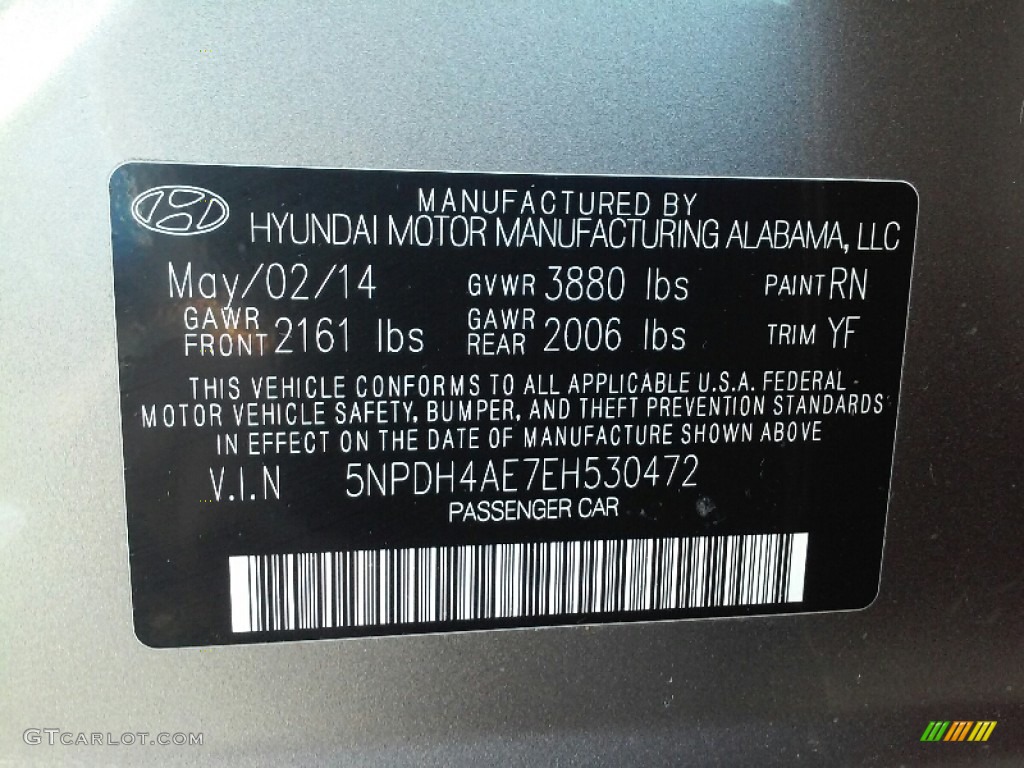 MANUFACTURED BY
HYUNDAI MOTOR MANUFACTURING ALABAMA, LLC
May/02/14 GVWR 3880 lbs PAINT RN
GAWR FRONT 2161 lbs GAWR REAR 2006 lbs TRIM YF
THIS VEHICLE CONFORMS TO ALL APPLICABLE U.S.A. FEDERAL
MOTOR VEHICLE SAFETY, BUMPER, AND THEFT PREVENTION STANDARDS
IN EFFECT ON THE DATE OF MANUFACTURE SHOWN ABOVE
V.I.N 5NPDH4AE7EH530472
PASSENGER CAR
GTCARLOT.COM